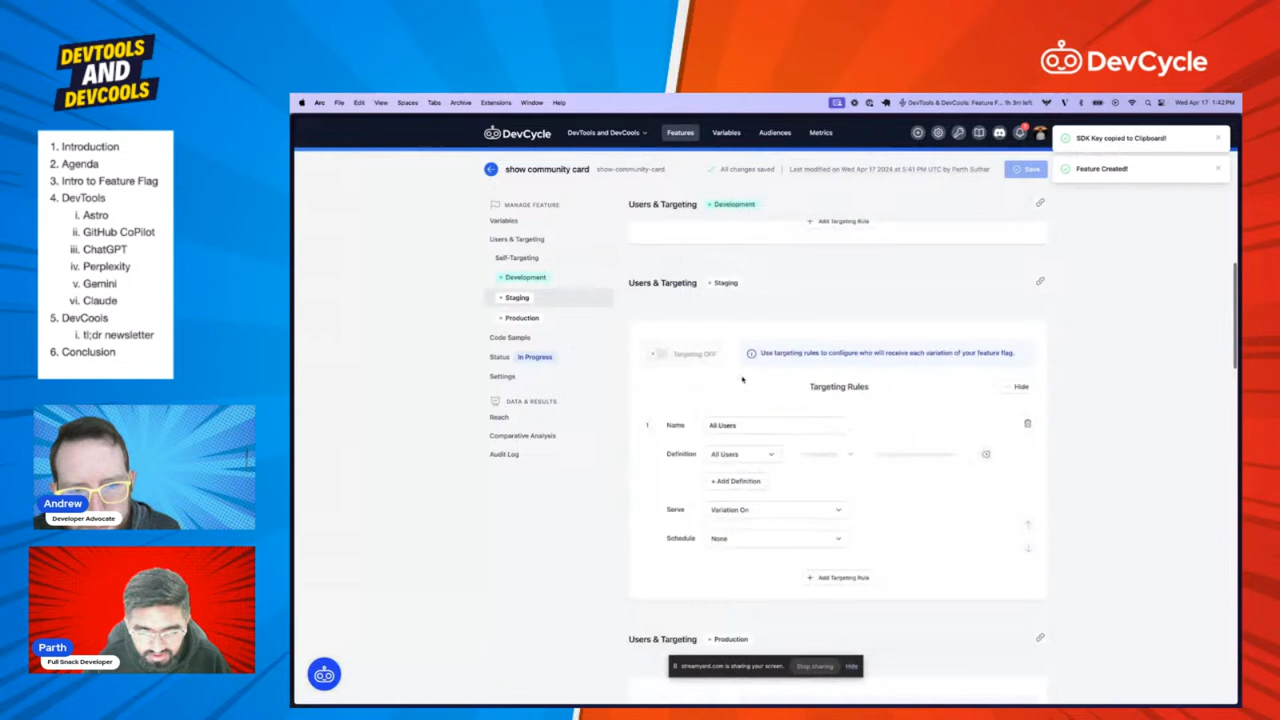 DEVTOOLS
AND
DEVCOOLS
DevCycle
1. Introduction
2. Agenda
3. Intro to Feature Flag
4. DevTools
i. Astro
ii. GitHub CoPilot
iii. ChatGPT
iv. Perplexity
v. Gemini
vi. Claude
5. DevCools
i. tl;dr newsletter
6. Conclusion
Andrew
Developer Advocate
Parth
Full Snack Developer
Arc File Edit View Spaces Tabs Archive Extensions Window Help
DevTools & DevCools: Feature F... 1h 3m left Wed Apr 17 1:42PM
DevCycle DevTools and DevCools Features Variables Audiences Metrics
SDK Key copied to Clipboard!
Feature Created!
show community card show-community-card All changes saved Last modified on Wed Apr 17 2024 at 5:41 PM UTC by Parth Suthar Save
MANAGE FEATURE
Variables
Users & Targeting
Self-Targeting
Development
Staging
Production
Code Sample
Status In Progress
Settings
DATA & RESULTS
Reach
Comparative Analysis
Audit Log
Users & Targeting Development
+ Add Targeting Rule
Users & Targeting Staging
Targeting OFF Use targeting rules to configure who will receive each variation of your feature flag.
Targeting Rules Hide
1 Name All Users
Definition All Users
+ Add Definition
Serve Variation On
Schedule None
+ Add Targeting Rule
Users & Targeting Production
streamyard.com is sharing your screen. Stop sharing Hide